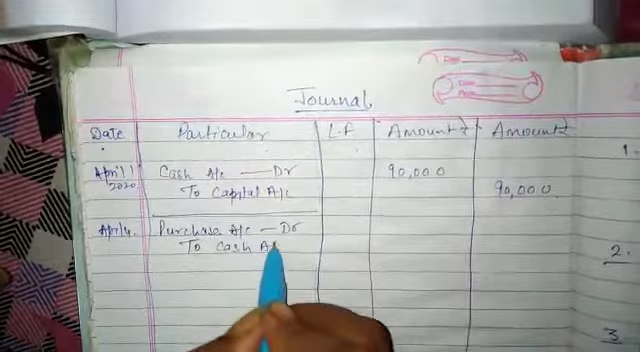 Journal.
Date Particular L.F Amount₹ Amount₹
April 1 Cash A/c — Dr 90,000
2020 To Capital A/c 90,000.
April 4. Purchase A/c — Dr
To Cash A
1.
2.
3